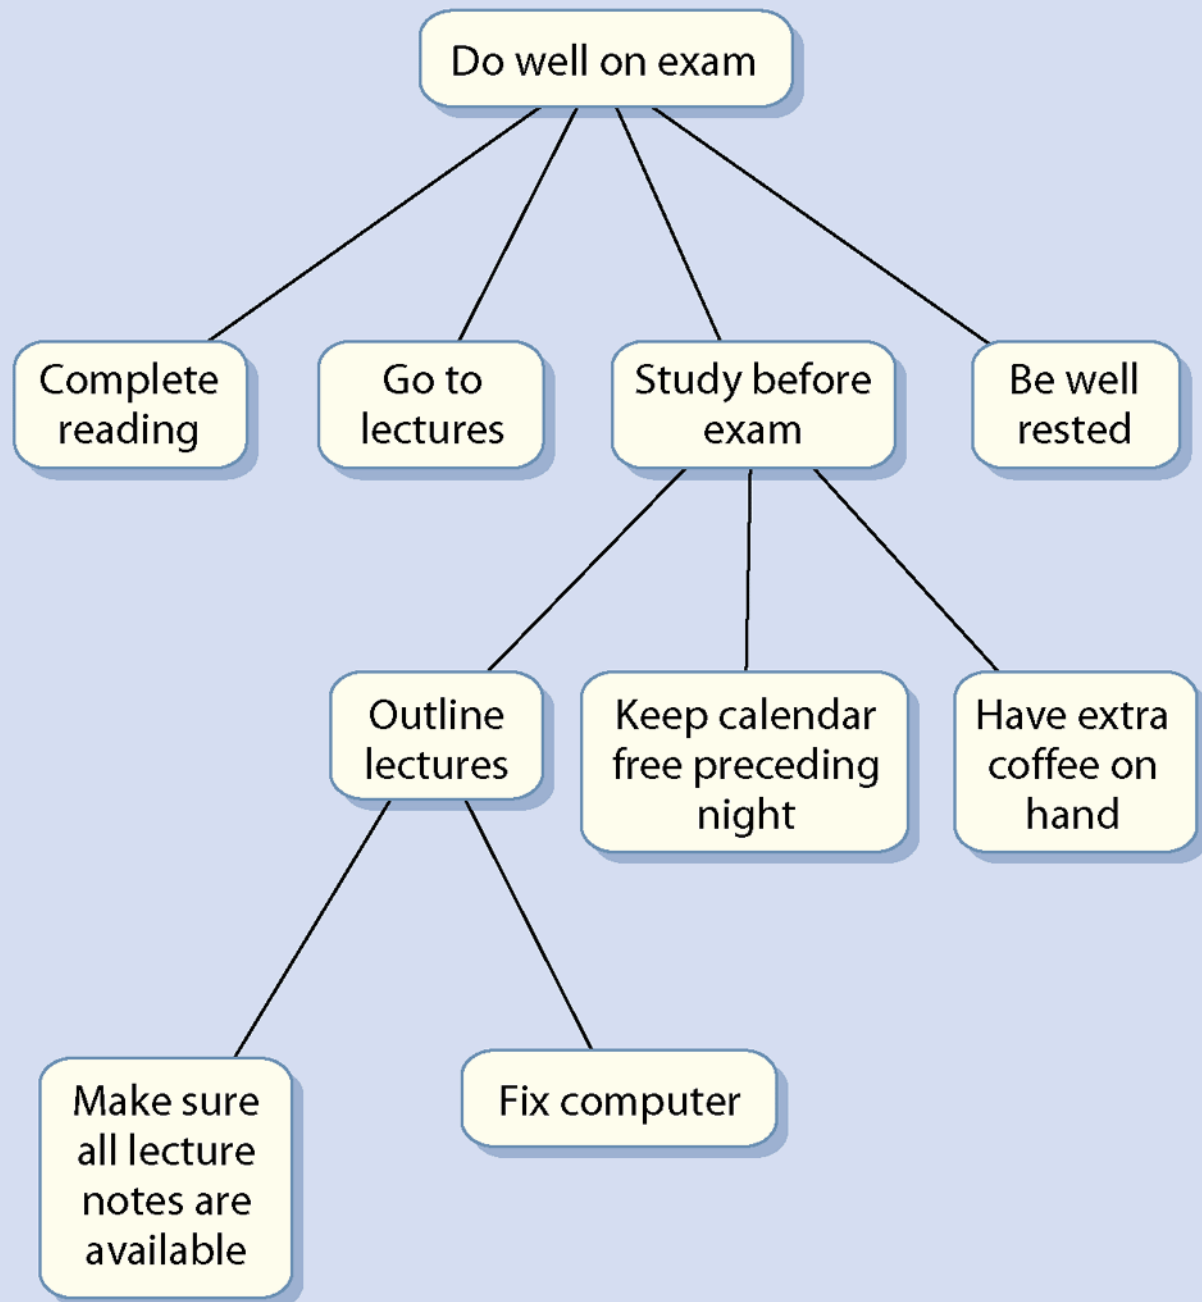 Do well on exam
Complete
reading
Go to
lectures
Study before
exam
Be well
rested
Outline
lectures
Keep calendar
free preceding
night
Have extra
coffee on
hand
Make sure
all lecture
notes are
available
Fix computer